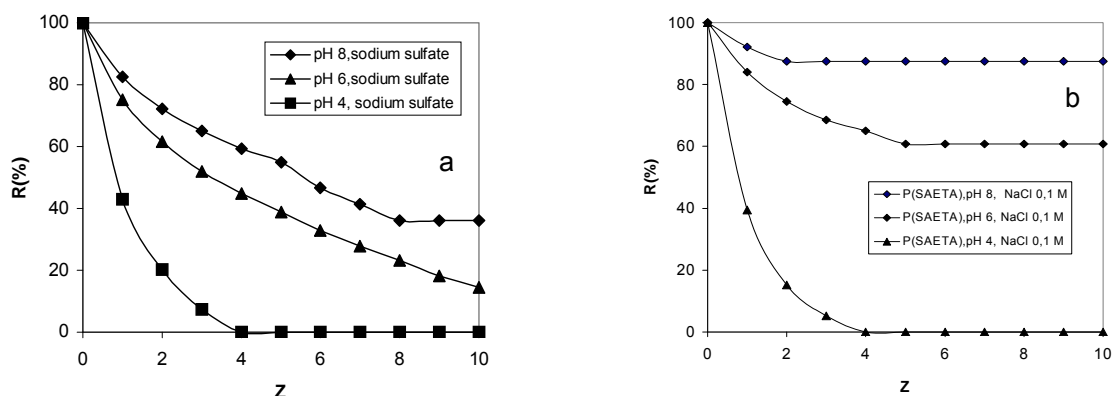 100
80
60
40
20
0
R(%)
0 2 4 6 8 10
Z
pH 8,sodium sulfate
pH 6,sodium sulfate
pH 4, sodium sulfate
a
100
80
60
40
20
0
R(%)
0 2 4 6 8 10
Z
b
P(SAETA),pH 8, NaCl 0,1 M
P(SAETA),pH 6, NaCl 0,1 M
P(SAETA),pH 4, NaCl 0,1 M